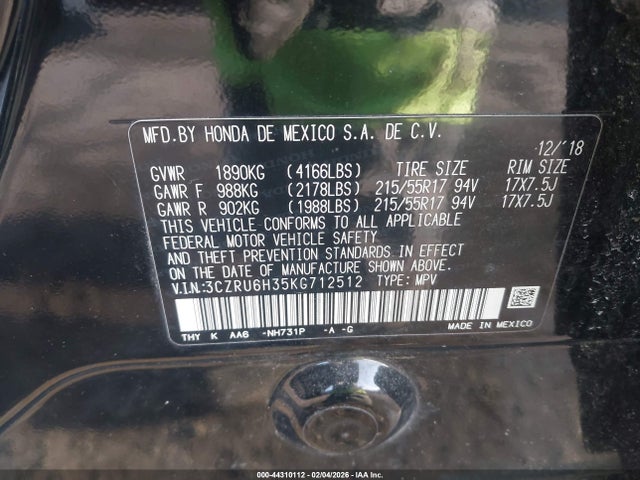 MFD. BY HONDA DE MEXICO S.A. DE C.V.
12/'18
GVWR 1890KG (4166LBS) TIRE SIZE RIM SIZE
GAWR F 988KG (2178LBS) 215/55R17 94V 17X7.5J
GAWR R 902KG (1988LBS) 215/55R17 94V 17X7.5J
THIS VEHICLE CONFORMS TO ALL APPLICABLE
FEDERAL MOTOR VEHICLE SAFETY
AND THEFT PREVENTION STANDARDS IN EFFECT
ON THE DATE OF MANUFACTURE SHOWN ABOVE.
V.I.N:3CZRU6H35KG712512 TYPE: MPV
THY K AA6 -NH731P -A -G MADE IN MEXICO
000-44310112 - 02/04/2026 - IAAI Inc.